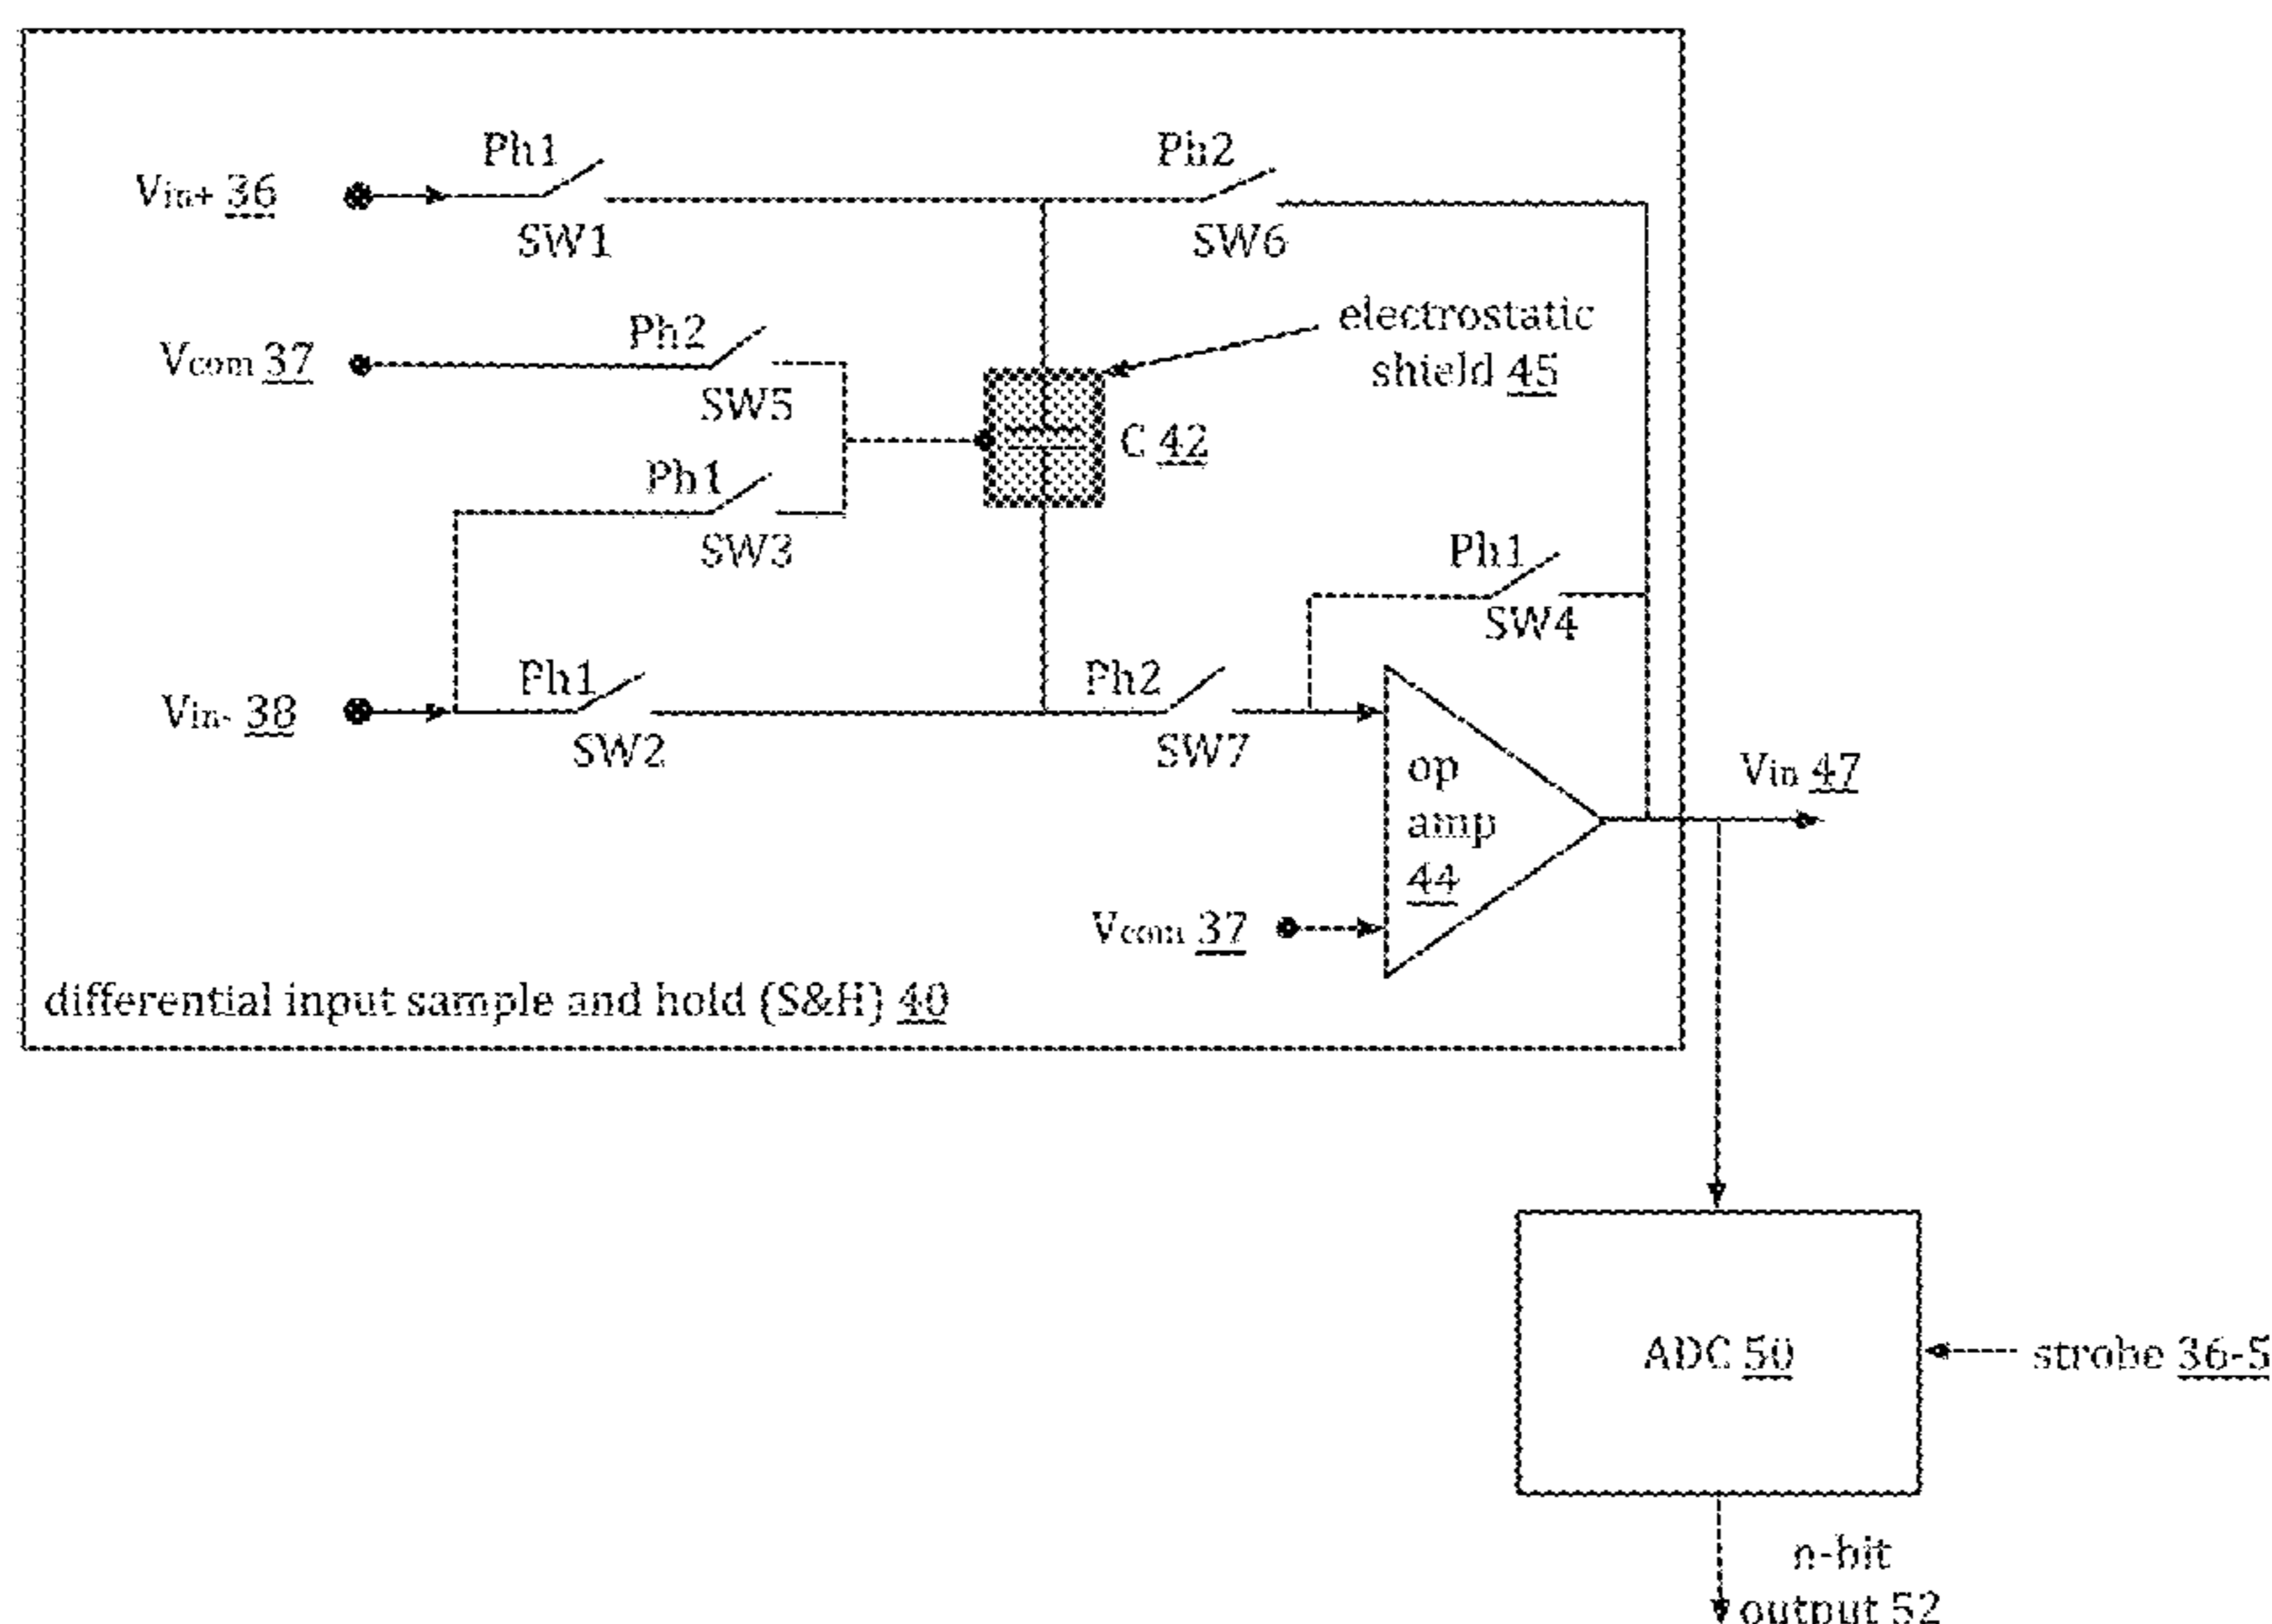 Ph1
Ph2
Vin+ 36
SW1
SW6
electrostatic
shield 45
Ph2
Vcom 37
SW5
C 42
Ph1
SW3
Ph1
SW4
Ph1
Ph2
Vin- 38
SW2
SW7
op
amp
44
Vin 47
Vcom 37
differential input sample and hold (S&H) 40
ADC 50
strobe 36-5
n-bit
output 52